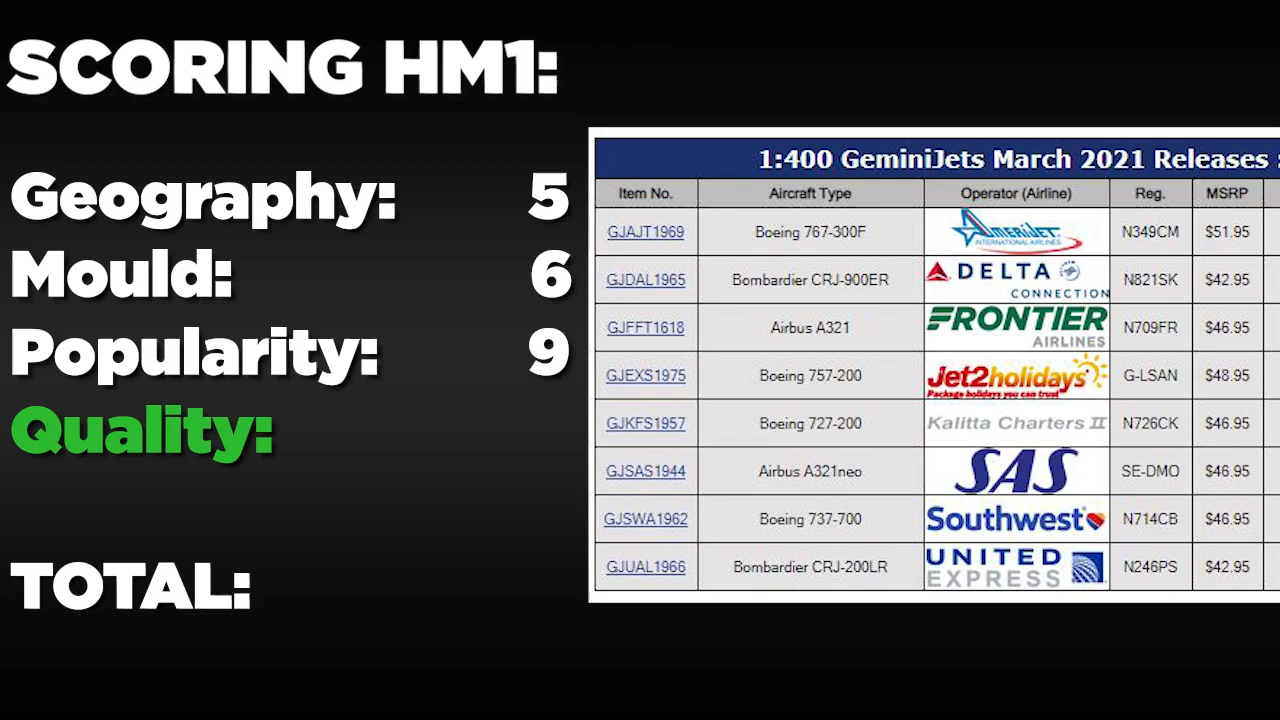 SCORING HM1:
Geography: 5
Mould: 6
Popularity: 9
Quality:
TOTAL:
1:400 GeminiJets March 2021 Releases
Item No. Aircraft Type Operator (Airline) Reg. MSRP
GJAJT1969 Boeing 767-300F AMERIJET INTERNATIONAL AIRLINES N349CM $51.95
GJDAL1965 Bombardier CRJ-900ER DELTA CONNECTION N821SK $42.95
GJFFT1618 Airbus A321 FRONTIER AIRLINES N709FR $46.95
GJEXS1975 Boeing 757-200 Jet2holidays Package holidays you can trust G-LSAN $48.95
GJKFS1957 Boeing 727-200 Kalitta Charters II N726CK $46.95
GJSAS1944 Airbus A321neo SAS SE-DMO $46.95
GJSWA1962 Boeing 737-700 Southwest N714CB $46.95
GJUAL1966 Bombardier CRJ-200LR UNITED EXPRESS N246PS $42.95